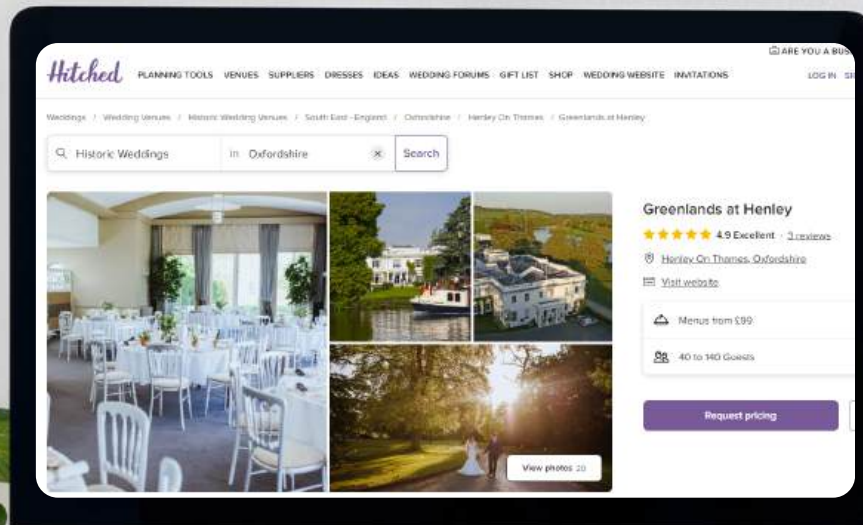 ARE YOU A BUS
Hitched
PLANNING TOOLS VENUES SUPPLIERS DRESSES IDEAS WEDDING FORUMS GIFT LIST SHOP WEDDING WEBSITE INVITATIONS
LOG IN SI
Weddings / Wedding Venues / Historic Wedding Venues / South East - England / Oxfordshire / Henley On Thames / Greenlands at Henley
Historic Weddings in Oxfordshire Search
Greenlands at Henley
4.9 Excellent · 3 reviews
Henley On Thames, Oxfordshire
Visit website
Menus from £99
40 to 140 Guests
Request pricing
View photos 20